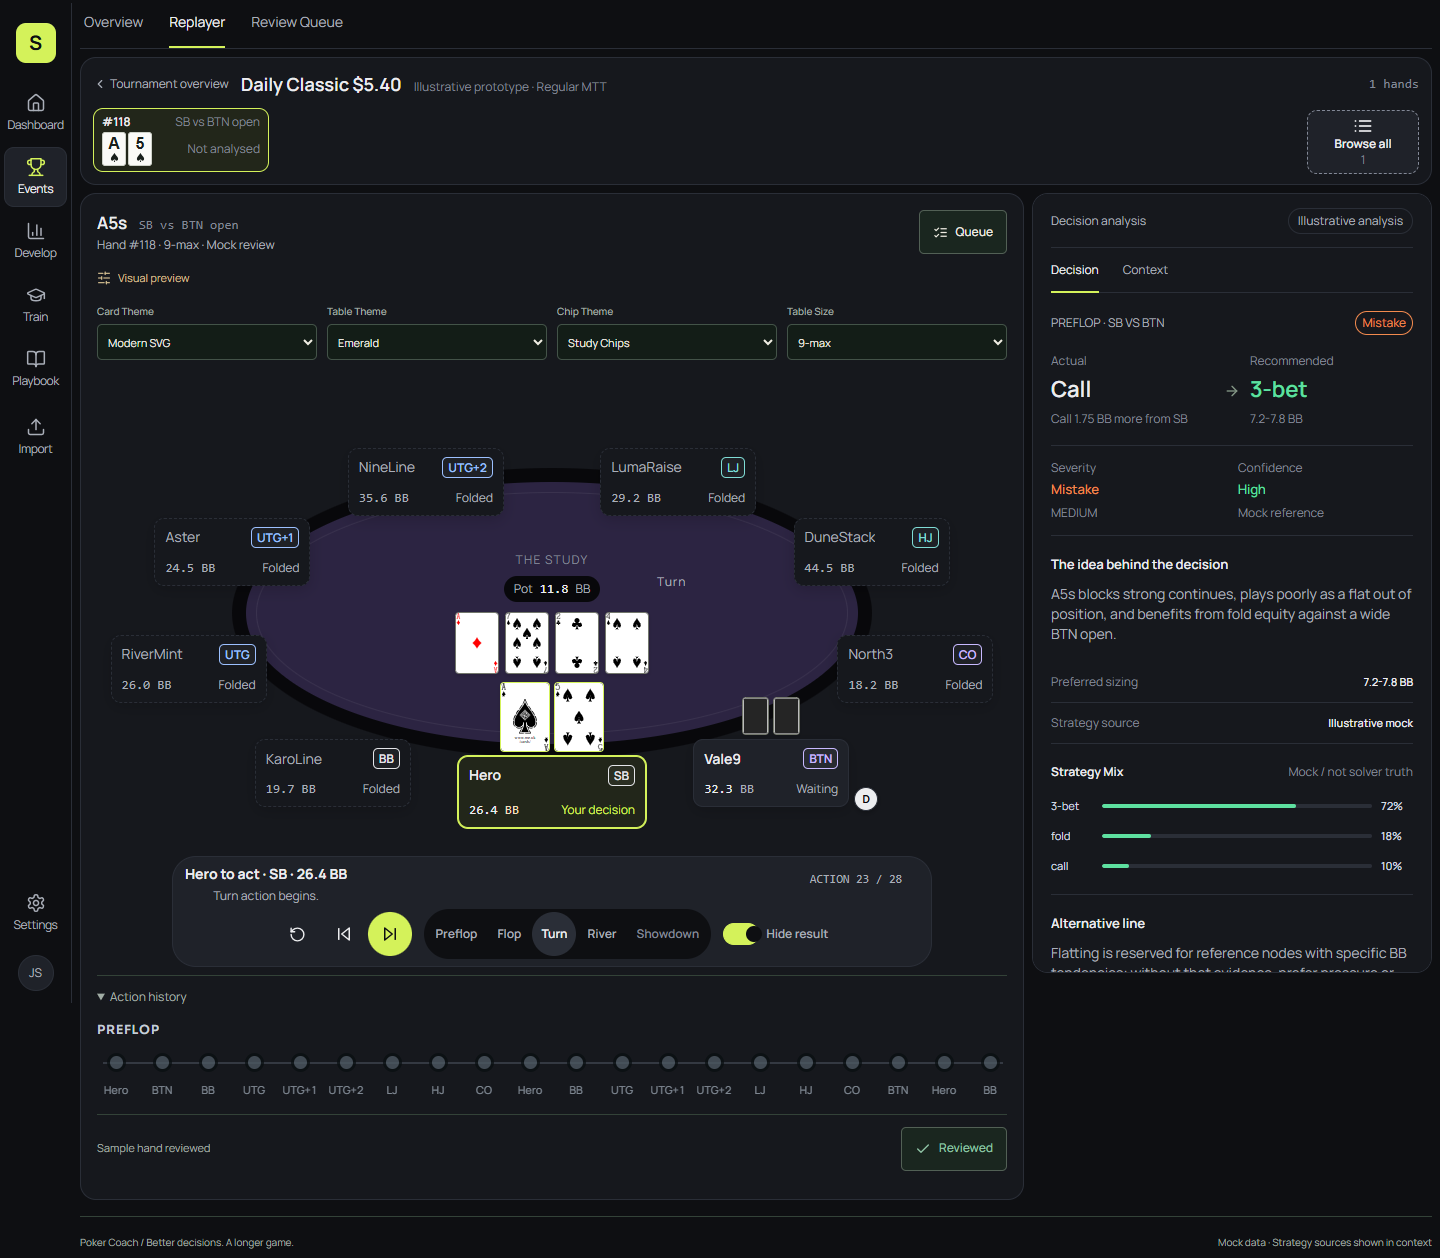 S
Dashboard
Events
Develop
Train
Playbook
Import
Settings
JS
Overview
Replayer
Review Queue
Tournament overview
Daily Classic $5.40
Illustrative prototype · Regular MTT
1 hands
#118
SB vs BTN open
A
5
Not analysed
Browse all
1
A5s
SB vs BTN open
Hand #118 · 9-max · Mock review
Queue
Visual preview
Card Theme
Table Theme
Chip Theme
Table Size
Modern SVG
Emerald
Study Chips
9-max
NineLine
UTG+2
35.6 BB
Folded
LumaRaise
LJ
29.2 BB
Folded
Aster
UTG+1
24.5 BB
Folded
DuneStack
HJ
44.5 BB
Folded
THE STUDY
Pot 11.8 BB
Turn
RiverMint
UTG
26.0 BB
Folded
North3
CO
18.2 BB
Folded
KaroLine
BB
19.7 BB
Folded
Hero
SB
26.4 BB
Your decision
Vale9
BTN
32.3 BB
Waiting
D
Hero to act · SB · 26.4 BB
Turn action begins.
ACTION 23 / 28
Preflop
Flop
Turn
River
Showdown
Hide result
Action history
PREFLOP
Hero BTN BB UTG UTG+1 UTG+2 LJ HJ CO Hero BB UTG UTG+1 UTG+2 LJ HJ CO BTN Hero BB
Sample hand reviewed
Reviewed
Decision analysis
Illustrative analysis
Decision
Context
PREFLOP · SB VS BTN
Mistake
Actual
Recommended
Call
3-bet
Call 1.75 BB more from SB
7.2-7.8 BB
Severity
Confidence
Mistake
High
MEDIUM
Mock reference
The idea behind the decision
A5s blocks strong continues, plays poorly as a flat out of
position, and benefits from fold equity against a wide
BTN open.
Preferred sizing
7.2-7.8 BB
Strategy source
Illustrative mock
Strategy Mix
Mock / not solver truth
3-bet
72%
fold
18%
call
10%
Alternative line
Flatting is reserved for reference nodes with specific BB
tendencies; without that evidence, prefer pressure or
Poker Coach / Better decisions. A longer game.
Mock data · Strategy sources shown in context